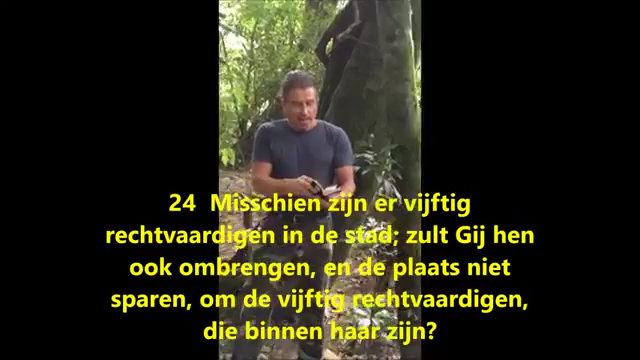 24  Misschien zijn er vijftig
rechtvaardigen in de stad; zult Gij hen
ook ombrengen, en de plaats niet
sparen, om de vijftig rechtvaardigen,
die binnen haar zijn?